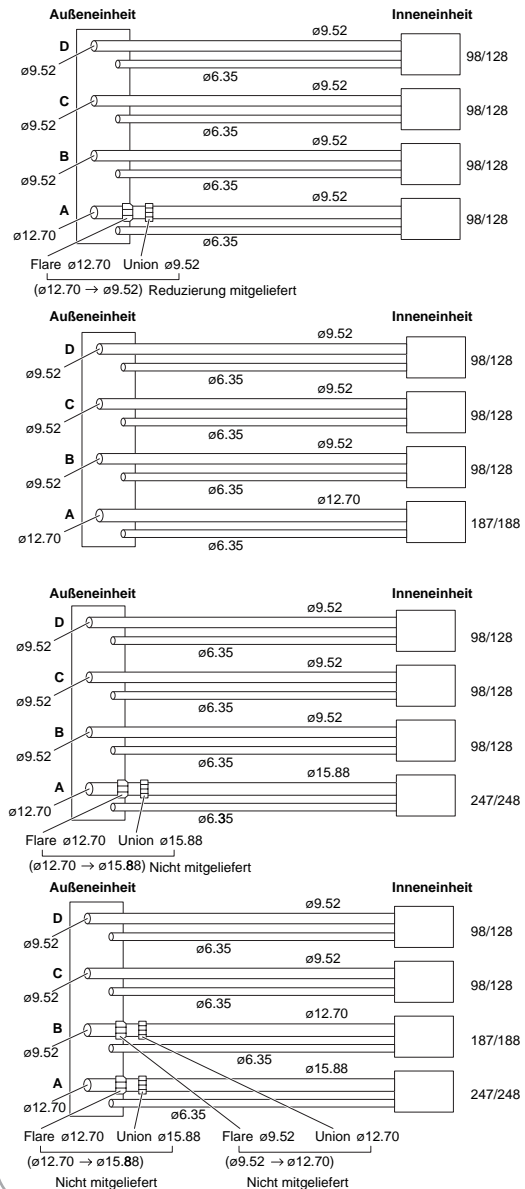 Außeneinheit Inneneinheit
ø9.52
D
98/128
ø9.52
ø6.35
ø9.52
C
98/128
ø9.52
ø6.35
ø9.52
B
98/128
ø9.52
ø6.35
ø9.52
A
98/128
ø12.70
ø6.35
Flare ø12.70 Union ø9.52
(ø12.70 → ø9.52) Reduzierung mitgeliefert
Außeneinheit Inneneinheit
ø9.52
D
98/128
ø9.52
ø6.35
ø9.52
C
98/128
ø9.52
ø6.35
ø9.52
B
98/128
ø9.52
ø6.35
ø12.70
A
187/188
ø12.70
ø6.35
Außeneinheit Inneneinheit
ø9.52
D
98/128
ø9.52
ø6.35
ø9.52
C
98/128
ø9.52
ø6.35
ø9.52
B
98/128
ø9.52
ø6.35
ø15.88
A
247/248
ø12.70
ø6.35
Flare ø12.70 Union ø15.88
(ø12.70 → ø15.88) Nicht mitgeliefert
Außeneinheit Inneneinheit
ø9.52
D
98/128
ø9.52
ø6.35
ø9.52
C
98/128
ø9.52
ø6.35
ø12.70
B
187/188
ø9.52
ø6.35
ø15.88
A
247/248
ø12.70
ø6.35
Flare ø12.70 Union ø15.88 Flare ø9.52 Union ø12.70
(ø12.70 → ø15.88) (ø9.52 → ø12.70)
Nicht mitgeliefert Nicht mitgeliefert